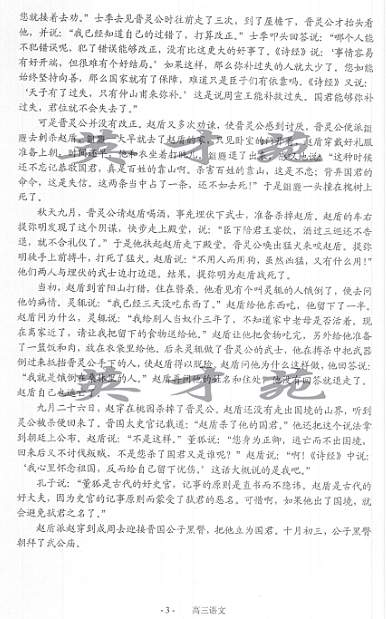 您就接着去劝。”士季去见晋灵公时往前走了三次，到了屋檐下，晋灵公才抬头看
他，并说：“我已经知道自己的过错了，打算改正。”士季叩头回答说：“哪个人能
不犯错误呢，犯了错误能够改正，没有比这更大的好事了。《诗经》说：‘事情容易
有好开端，但很难有个好结局。’如果这样，那么弥补过失的人就太少了。您如能
始终坚持向善，那么国家就有了保障，难道只是臣子们有依靠吗。《诗经》又说：
‘天子有了过失，只有仲山甫来弥补。’这是说周宣王能补救过失。国君能够弥补
过失，君位就不会失去了。”
可是晋灵公并没有改正。赵盾又多次劝谏，使晋灵公感到讨厌，晋灵公便派鉏
麑去刺杀赵盾。鉏麑一大早就去了赵盾的家，只见卧室的门开着，赵盾穿戴好礼服
准备上朝，时间还早，他和衣坐着打盹儿。鉏麑退了出来，感叹地说：“这种时候
还不忘记恭敬国君，真是百姓的靠山啊。杀害百姓的靠山，这是不忠；背弃国君的
命令，这是失信。这两条当中占了一条，还不如去死！”于是鉏麑一头撞在槐树上
死了。
秋天九月，晋灵公请赵盾喝酒，事先埋伏下武士，准备杀掉赵盾。赵盾的车右
提弥明发现了这个阴谋，快步走上殿堂，说：“臣下陪君王宴饮，酒过三巡还不告
退，就不合礼仪了。”于是他扶起赵盾走下殿堂。晋灵公唤出猛犬来咬赵盾。提弥
明徒手上前搏斗，打死了猛犬。赵盾说：“不用人而用狗，虽然凶猛，又有什么用！”
他们两人与埋伏的武士边打边退。结果，提弥明为赵盾战死了。
当初，赵盾到首阳山打猎，住在翳桑。他看见有个叫灵辄的人饿倒了，便去问
他的病情。灵辄说：“我已经三天没吃东西了。”赵盾给他东西吃，他留下了一半。
赵盾问为什么，灵辄说：“我给别人当奴仆三年了，不知道家中老母是否活着。现
在离家近了，请让我把留下的食物送给她。”赵盾让他把食物吃完，另外给他准备
了一篮饭和肉，放在衣袋里给他。后来灵辄做了晋灵公的武士，他在搏杀中把武器
倒过来抵挡晋灵公手下的人，使赵盾得以脱险。赵盾问他为什么这样做，他回答说：
“我就是饿倒在桑林里的人。”赵盾再问他的姓名和住处，他没有回答就退走了。赵
盾自己也逃亡了。
九月二十六日，赵穿在桃园杀掉了晋灵公。赵盾还没有走出国境的山界，听到
灵公被杀便回来了。晋国太史官记载道：“赵盾杀了他的国君。”他还把这个说法拿
到朝廷上公布。赵盾说：“不是这样。”董狐说：“您身为正卿，逃亡而不出国境，
回来后又不讨伐叛贼，不是您杀了国君又是谁呢？”赵盾说：“啊！《诗经》中说：
‘我心里怀念祖国，反而给自己留下忧伤。’这话大概说的是我吧。”
孔子说：“董狐是古代的好史官，记事的原则是直书而不隐讳。赵盾是古代的
好大夫，因为史官的记事原则而蒙受了弑君的恶名。可惜啊，如果他出了国境，就
会避免弑君之名了。”
赵盾派赵穿到成周去迎接晋国公子黑臀，把他立为国君。十月初三，公子黑臀
朝拜了武公庙。
- 3 - 高三语文